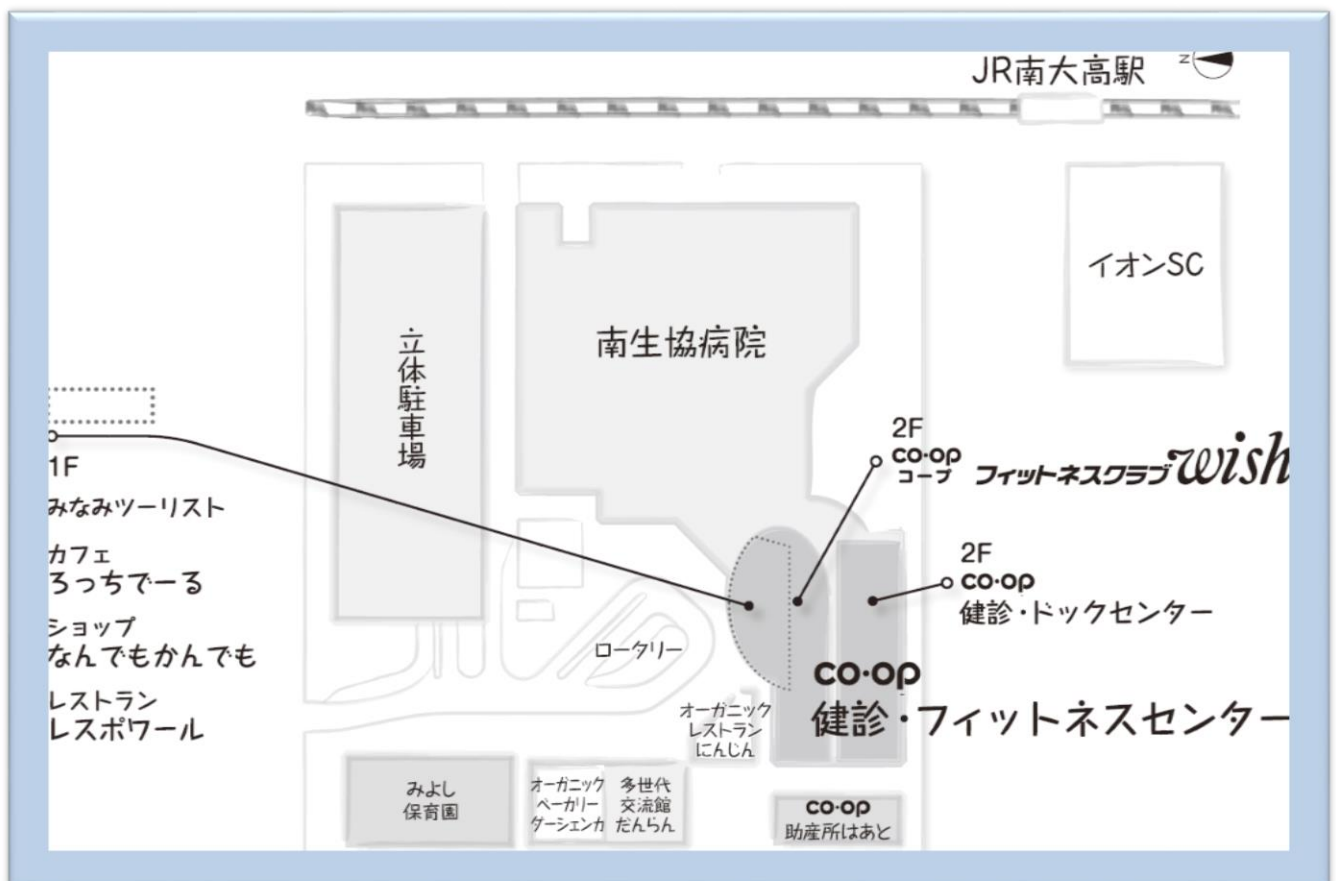 JR南大高駅
N
イオンSC
立体駐車場
南生協病院
2F
co・op
コープ
フィットネスクラブwish
1F
みなみツーリスト
カフェ
ろっちでーる
ショップ
なんでもかんでも
レストラン
レスポワール
2F
co・op
健診・ドックセンター
ロータリー
co・op
健診・フィットネスセンター
オーガニック
レストラン
にんじん
みよし
保育園
オーガニック
ベーカリー
ダーシェンカ
多世代
交流館
だんらん
co・op
助産所はあと